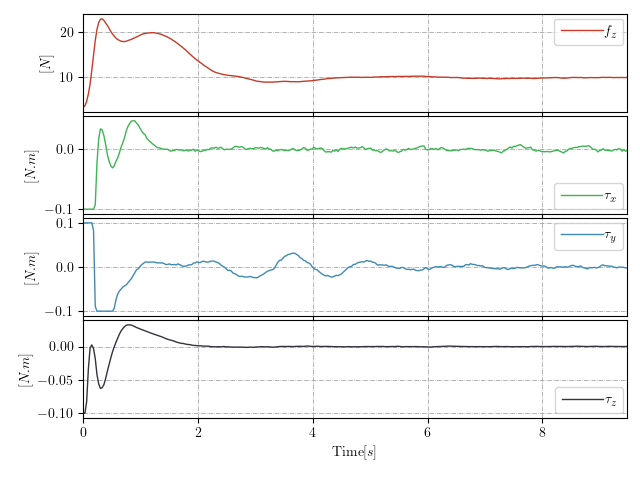 20
10
[N]
f_z
0.0
−0.1
[N.m]
τ_x
0.1
0.0
−0.1
[N.m]
τ_y
0.00
−0.05
−0.10
[N.m]
τ_z
0 2 4 6 8
Time[s]